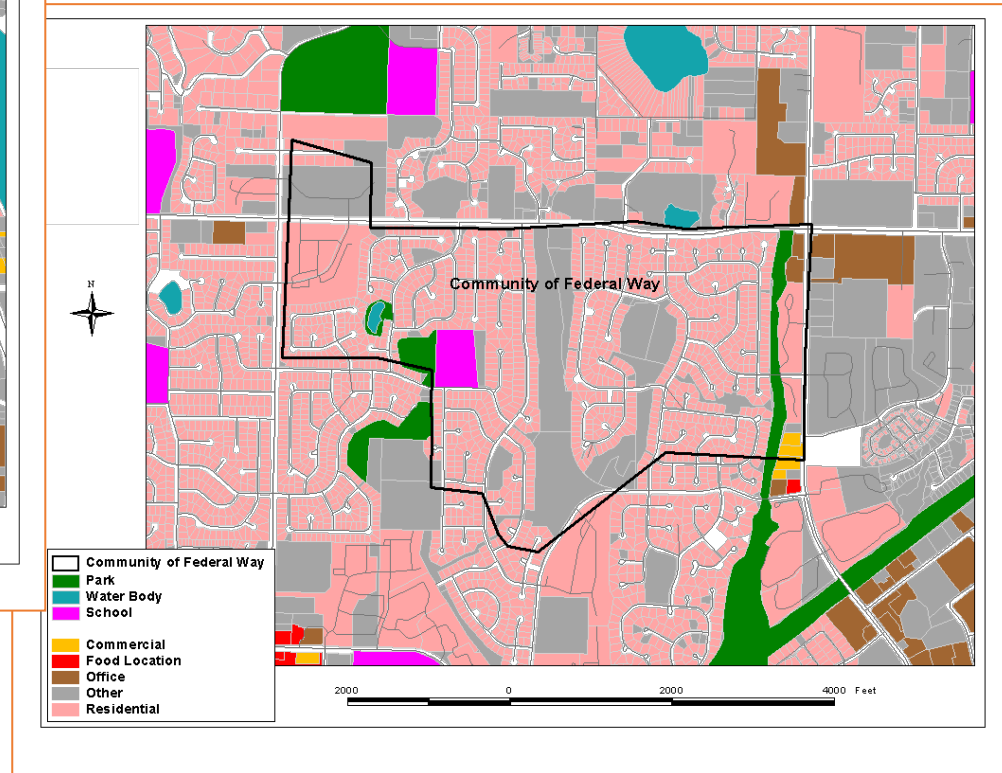 Community of Federal Way
N
Community of Federal Way
Park
Water Body
School
Commercial
Food Location
Office
Other
Residential
2000 0 2000 4000 Feet